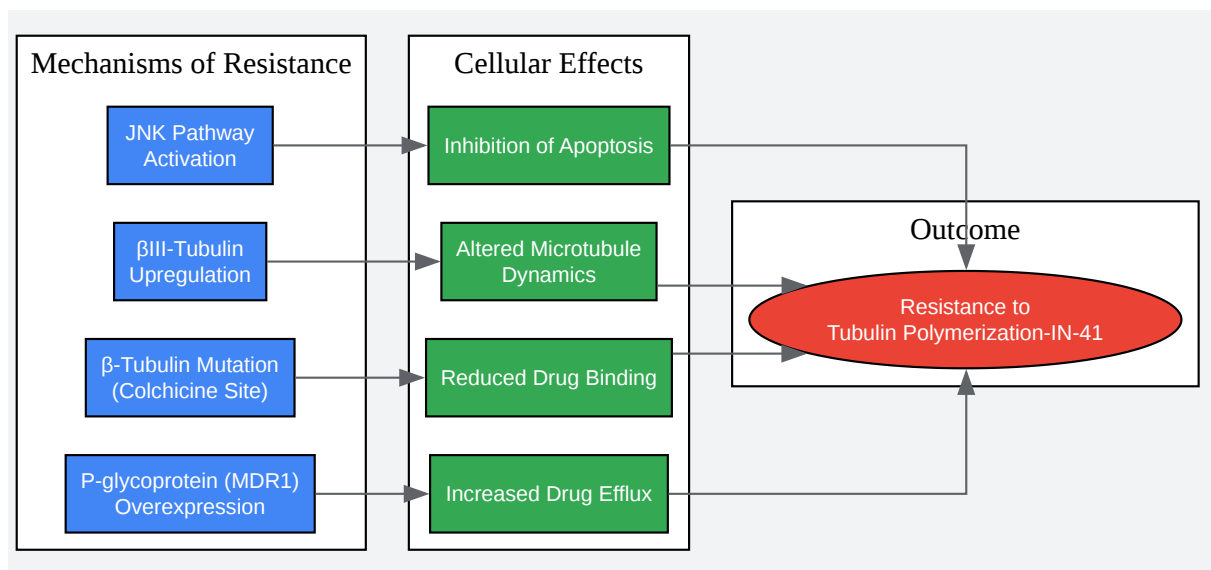 Mechanisms of Resistance
JNK Pathway
Activation
βIII-Tubulin
Upregulation
β-Tubulin Mutation
(Colchicine Site)
P-glycoprotein (MDR1)
Overexpression
Cellular Effects
Inhibition of Apoptosis
Altered Microtubule
Dynamics
Reduced Drug Binding
Increased Drug Efflux
Outcome
Resistance to
Tubulin Polymerization-IN-41